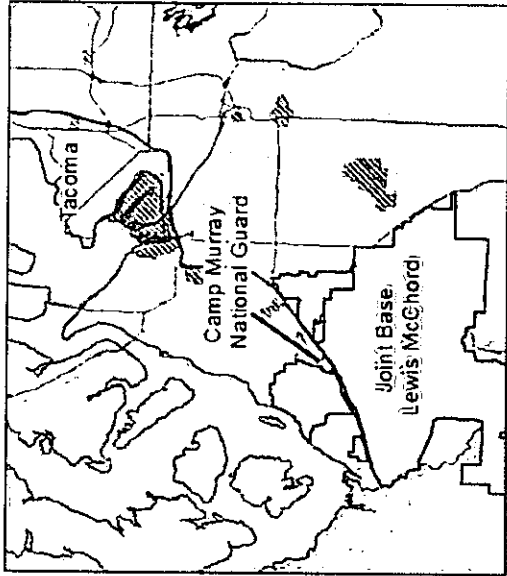 Tacoma
Camp Murray
National Guard
Joint Base
Lewis McChord